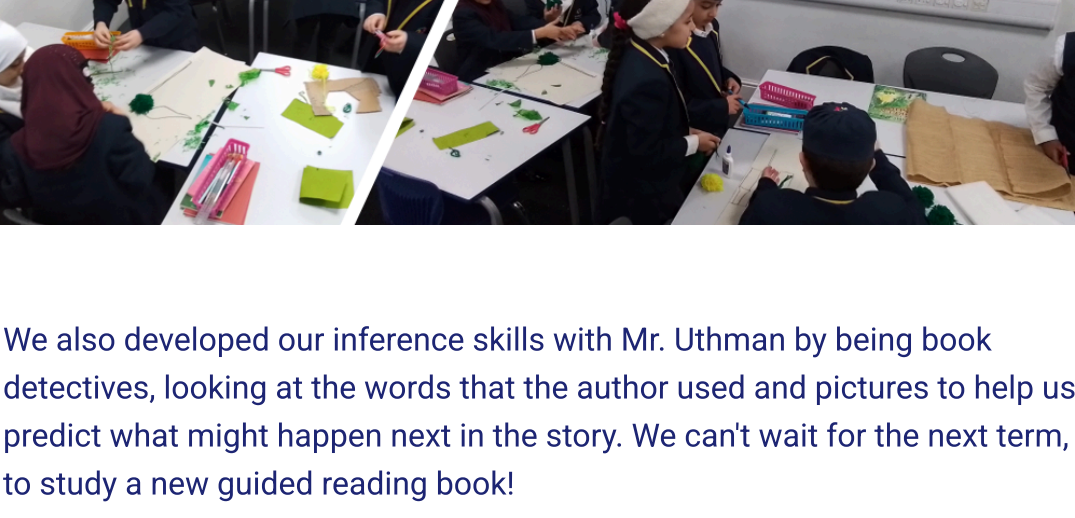 We also developed our inference skills with Mr. Uthman by being book
detectives, looking at the words that the author used and pictures to help us
predict what might happen next in the story. We can't wait for the next term,
to study a new guided reading book!